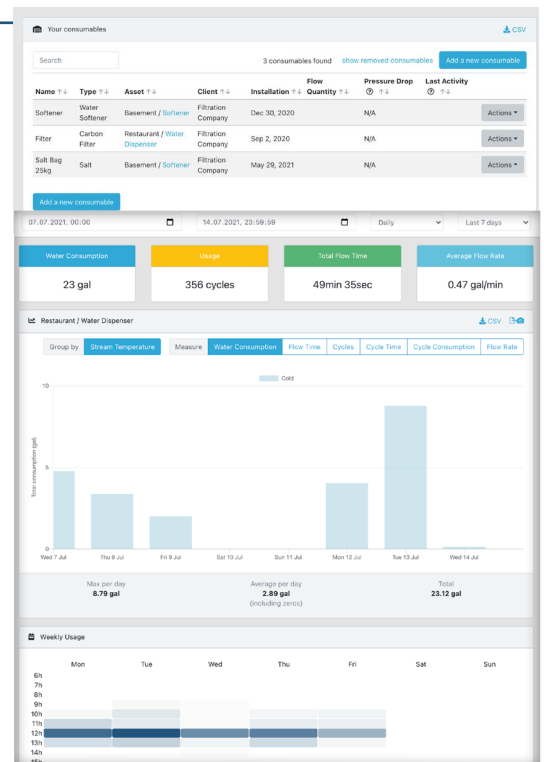 Your consumables
CSV
Search
3 consumables found show removed consumables Add a new consumable
Name ↑↓ Type ↑↓ Asset ↑↓ Client ↑↓ Installation ↑↓ Flow Quantity ↑↓ Pressure Drop ↑↓ Last Activity ↑↓
Softener Water Softener Basement / Softener Filtration Company Dec 30, 2020 N/A Actions
Filter Carbon Filter Restaurant / Water Dispenser Filtration Company Sep 2, 2020 N/A Actions
Salt Bag 25kg Salt Basement / Softener Filtration Company May 29, 2021 N/A Actions
Add a new consumable
07.07.2021, 00:00 14.07.2021, 23:59:59 Daily Last 7 days
Water Consumption Usage Total Flow Time Average Flow Rate
23 gal 356 cycles 49min 35sec 0.47 gal/min
Restaurant / Water Dispenser CSV
Group by Stream Temperature Measure Water Consumption Flow Time Cycles Cycle Time Cycle Consumption Flow Rate
Cold
10
5
0
Total consumption (gal)
Wed 7 Jul Thu 8 Jul Fri 9 Jul Sat 10 Jul Sun 11 Jul Mon 12 Jul Tue 13 Jul Wed 14 Jul
Max per day Average per day Total
8.79 gal 2.89 gal 23.12 gal
(including zeros)
Weekly Usage
Mon Tue Wed Thu Fri Sat Sun
6h
7h
8h
9h
10h
11h
12h
13h
14h
15h